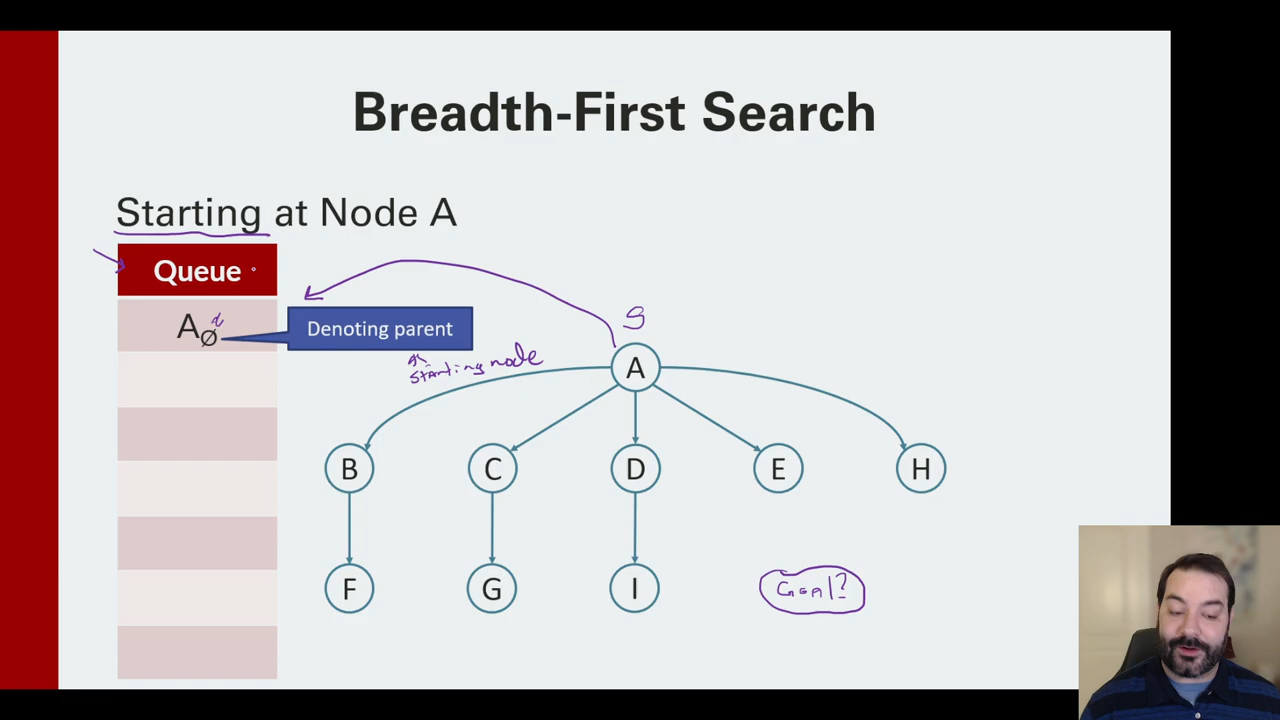 Breadth-First Search
Starting at Node A
Queue
A∅
Denoting parent
starting node
S
A
B C D E H
F G I
Goal?